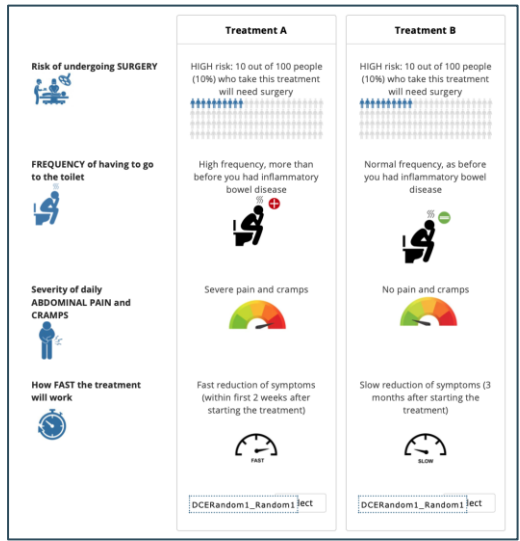 Treatment A
Treatment B
Risk of undergoing SURGERY
HIGH risk: 10 out of 100 people
(10%) who take this treatment
will need surgery
HIGH risk: 10 out of 100 people
(10%) who take this treatment
will need surgery
FREQUENCY of having to go
to the toilet
High frequency, more than
before you had inflammatory
bowel disease
Normal frequency, as before
you had inflammatory bowel
disease
Severity of daily
ABDOMINAL PAIN and
CRAMPS
Severe pain and cramps
No pain and cramps
How FAST the treatment
will work
Fast reduction of symptoms
(within first 2 weeks after
starting the treatment)
Slow reduction of symptoms (3
months after starting the
treatment)
FAST
SLOW
DCERandom1_Random1 lect
DCERandom1_Random1 lect